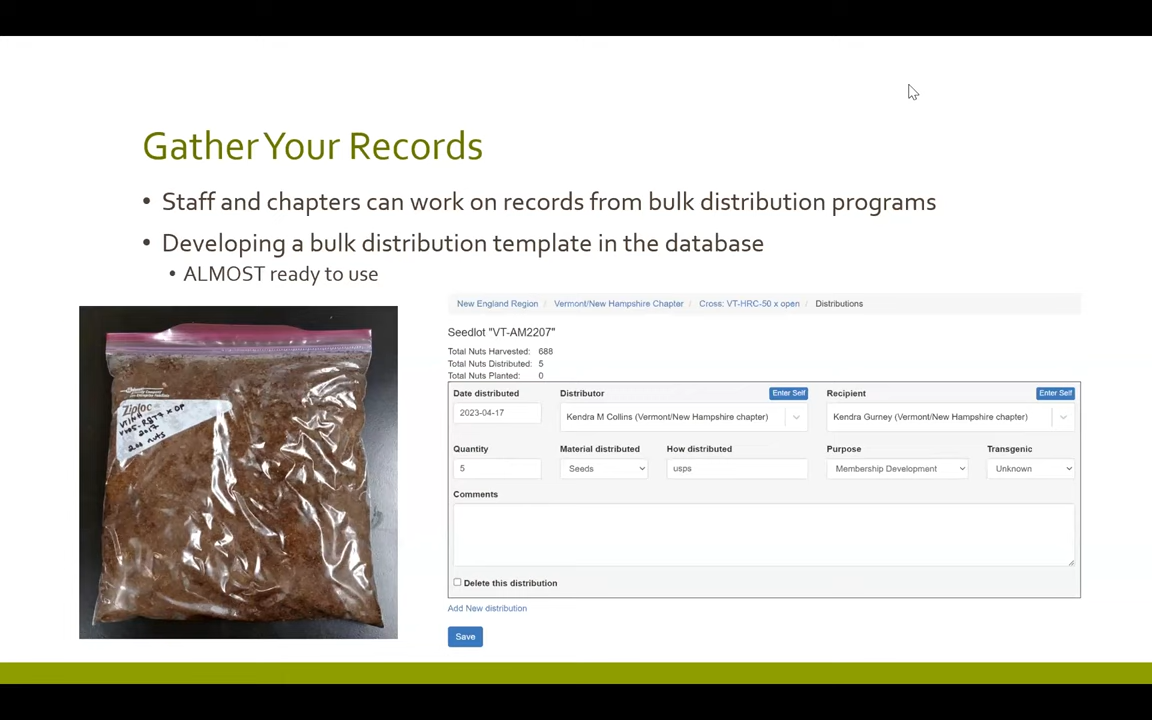 Gather Your Records
• Staff and chapters can work on records from bulk distribution programs
• Developing a bulk distribution template in the database
• ALMOST ready to use
Ziploc
2017
200 nuts
New England Region / Vermont/New Hampshire Chapter / Cross: VT-HRC-50 x open / Distributions
Seedlot "VT-AM2207"
Total Nuts Harvested: 688
Total Nuts Distributed: 5
Total Nuts Planted: 0
Date distributed Distributor Enter Self Recipient Enter Self
2023-04-17 Kendra M Collins (Vermont/New Hampshire chapter) Kendra Gurney (Vermont/New Hampshire chapter)
Quantity Material distributed How distributed Purpose Transgenic
5 Seeds usps Membership Development Unknown
Comments
Delete this distribution
Add New distribution
Save